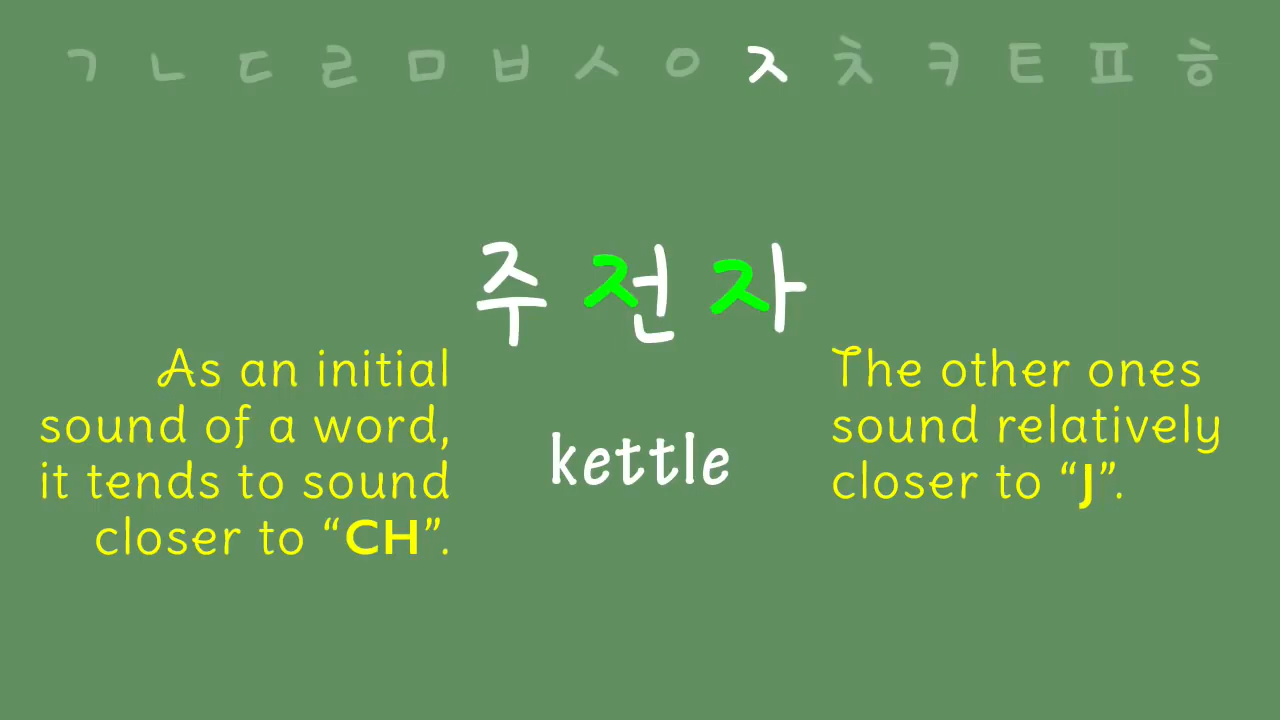 ㄱ ㄴ ㄷ ㄹ ㅁ ㅂ ㅅ ㅇ ㅈ ㅊ ㅋ ㅌ ㅍ ㅎ
주전자
As an initial
sound of a word,
it tends to sound
closer to “CH”.
kettle
The other ones
sound relatively
closer to “J”.